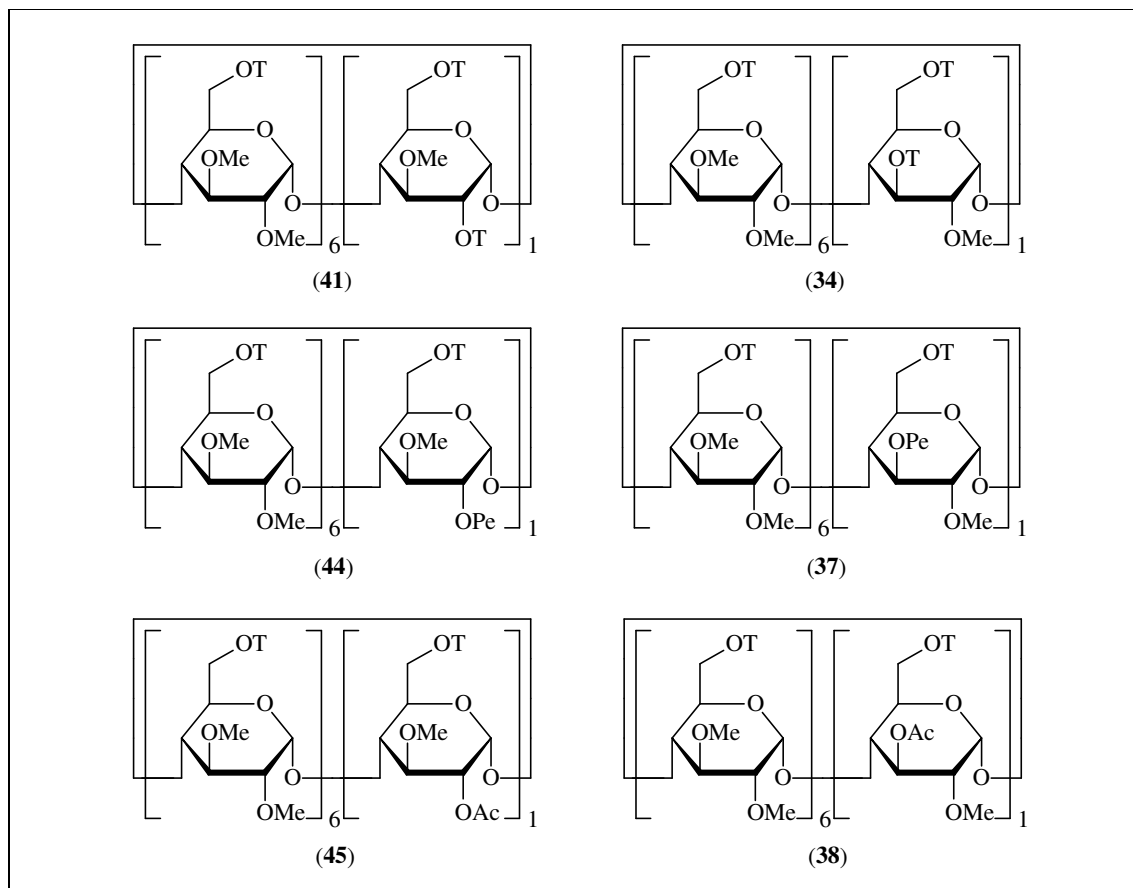 OT OT OT OT
O O O O
OMe OMe OMe OT
O O O O
OMe 6 OT 1 OMe 6 OMe 1
(41) (34)
OT OT OT OT
O O O O
OMe OMe OMe OPe
O O O O
OMe 6 OPe 1 OMe 6 OMe 1
(44) (37)
OT OT OT OT
O O O O
OMe OMe OMe OAc
O O O O
OMe 6 OAc 1 OMe 6 OMe 1
(45) (38)